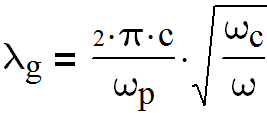 λg = 2·π·c / ωp · √(ωc / ω)